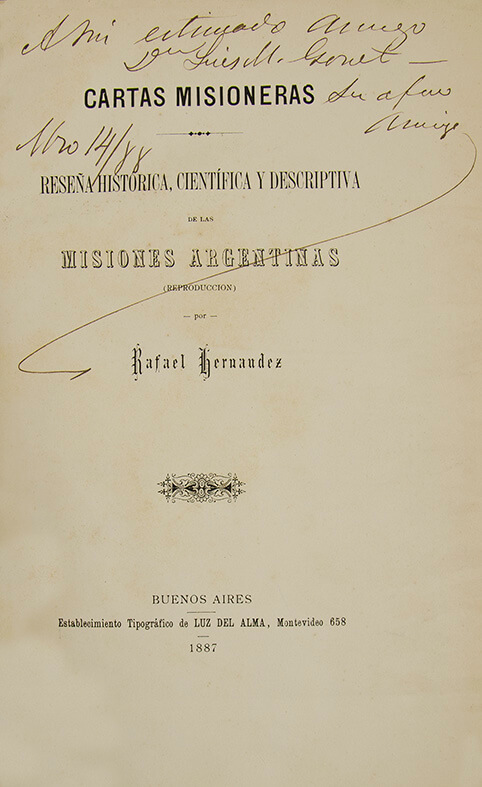 A mi estimado amigo
Dn Luis M. Gonet —
CARTAS MISIONERAS
Su afmo
Amigo
Mzo 14/88
RESEÑA HISTÓRICA, CIENTÍFICA Y DESCRIPTIVA
DE LAS
MISIONES ARGENTINAS
(REPRODUCCION)
— por —
Rafael Hernandez
BUENOS AIRES
Establecimiento Tipográfico de LUZ DEL ALMA, Montevideo 658
1887